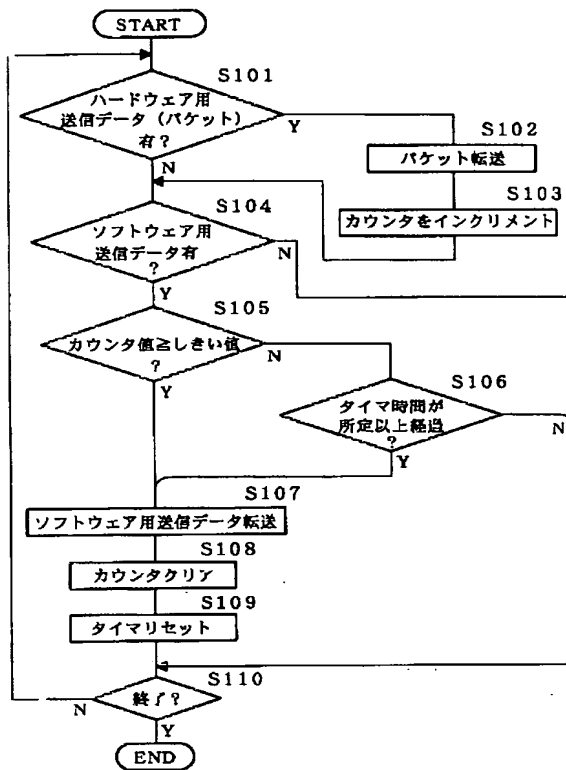 START
S101
ハードウェア用
送信データ（パケット）
有？
Y
N
S102
パケット転送
S103
カウンタをインクリメント
S104
ソフトウェア用
送信データ有
？
N
Y
S105
カウンタ値≧しきい値
？
N
Y
S106
タイマ時間が
所定以上経過
？
N
Y
S107
ソフトウェア用送信データ転送
S108
カウンタクリア
S109
タイマリセット
S110
終了？
N
Y
END